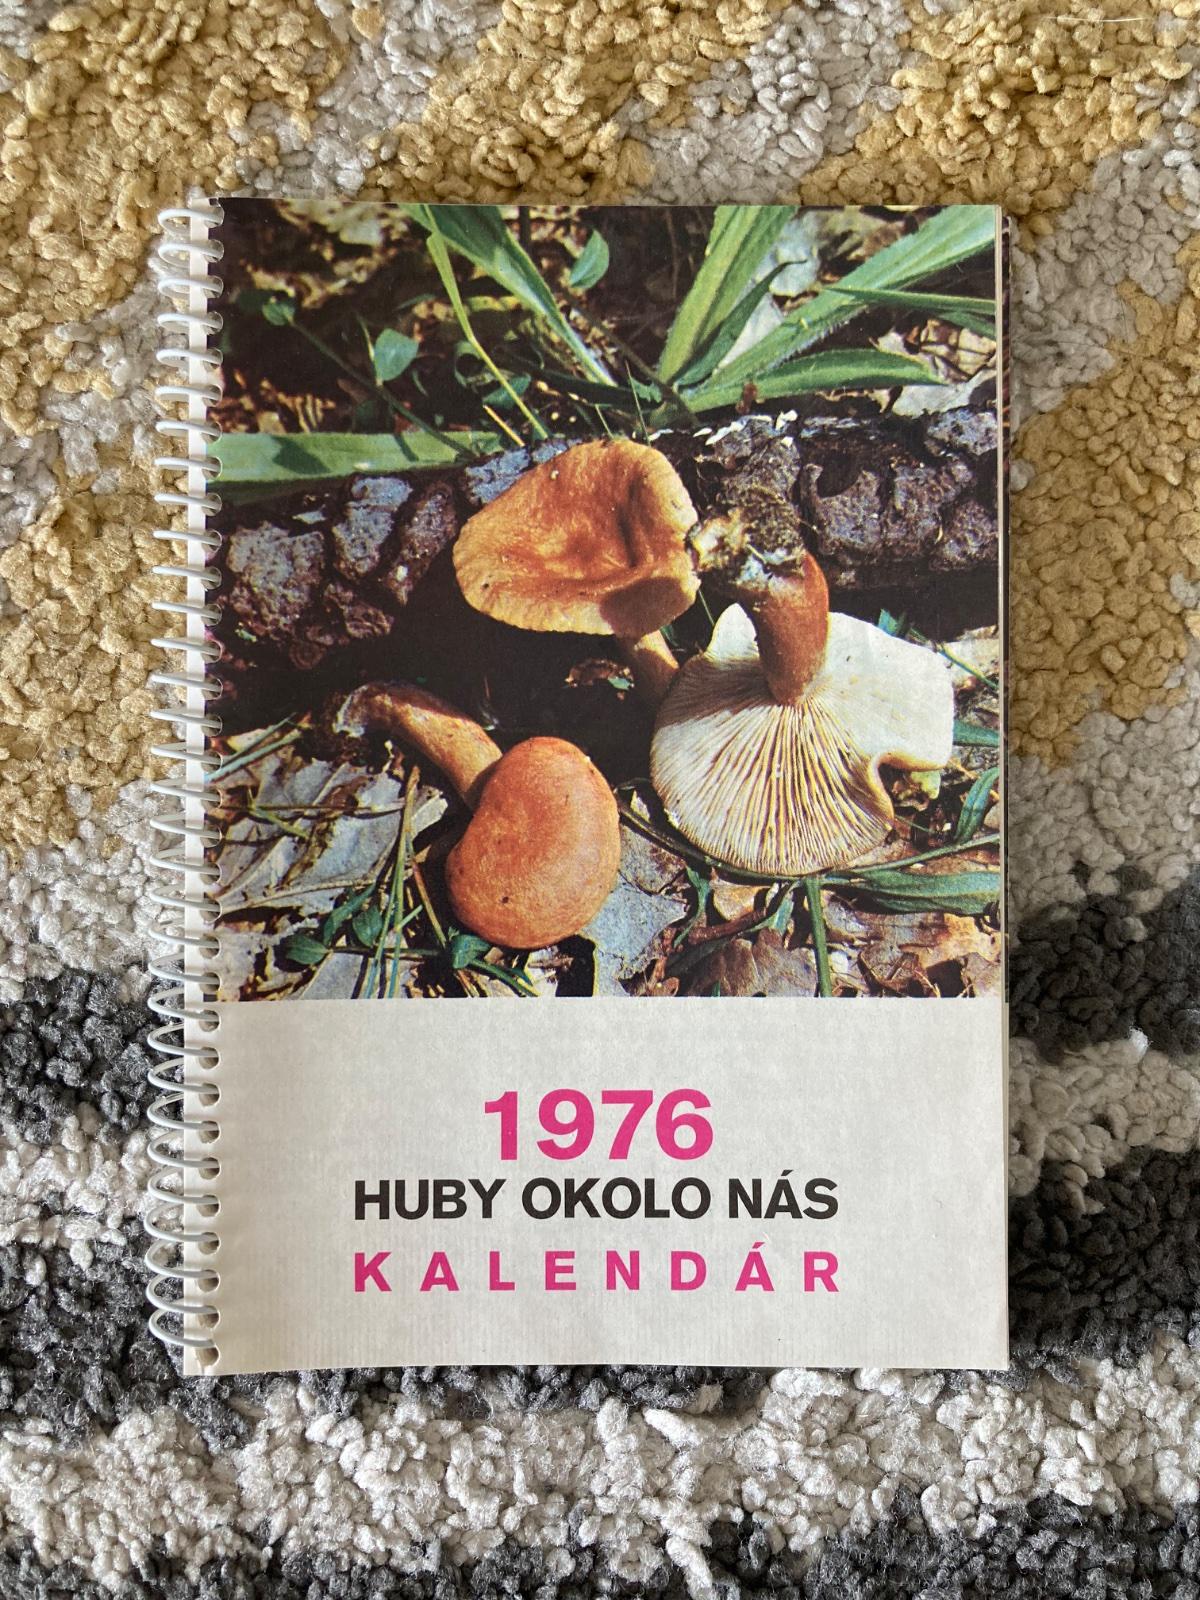 1976
HUBY OKOLO NÁS
KALENDÁR